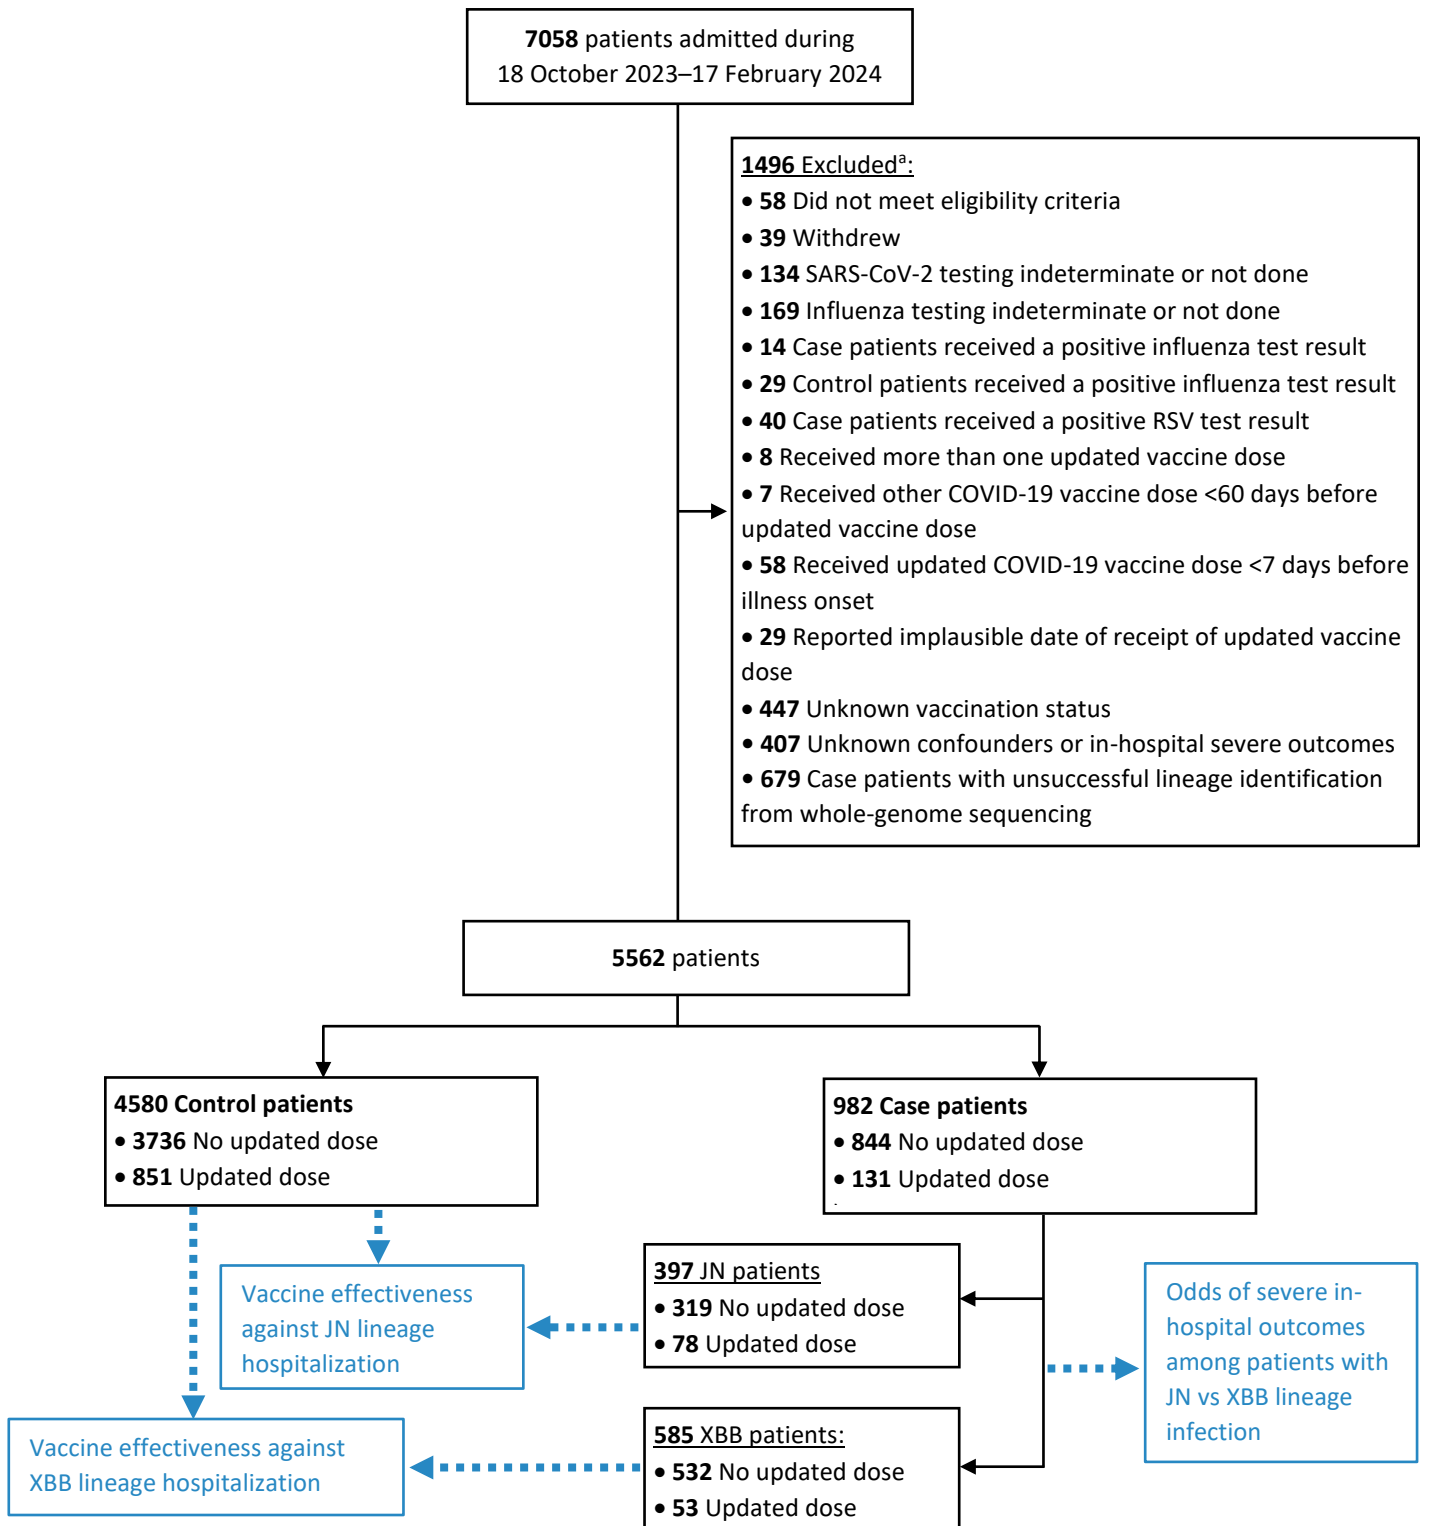 7058 patients admitted during
18 October 2023–17 February 2024
1496 Excludedª:
• 58 Did not meet eligibility criteria
• 39 Withdrew
• 134 SARS-CoV-2 testing indeterminate or not done
• 169 Influenza testing indeterminate or not done
• 14 Case patients received a positive influenza test result
• 29 Control patients received a positive influenza test result
• 40 Case patients received a positive RSV test result
• 8 Received more than one updated vaccine dose
• 7 Received other COVID-19 vaccine dose <60 days before
updated vaccine dose
• 58 Received updated COVID-19 vaccine dose <7 days before
illness onset
• 29 Reported implausible date of receipt of updated vaccine
dose
• 447 Unknown vaccination status
• 407 Unknown confounders or in-hospital severe outcomes
• 679 Case patients with unsuccessful lineage identification
from whole-genome sequencing
5562 patients
4580 Control patients
• 3736 No updated dose
• 851 Updated dose
982 Case patients
• 844 No updated dose
• 131 Updated dose
397 JN patients
• 319 No updated dose
• 78 Updated dose
Vaccine effectiveness
against JN lineage
hospitalization
Odds of severe in-
hospital outcomes
among patients with
JN vs XBB lineage
infection
585 XBB patients:
• 532 No updated dose
• 53 Updated dose
Vaccine effectiveness against
XBB lineage hospitalization